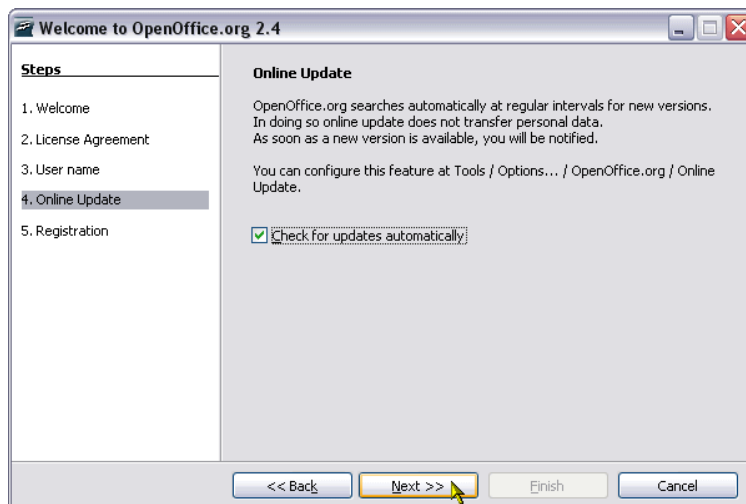 Welcome to OpenOffice.org 2.4
Steps
1. Welcome
2. License Agreement
3. User name
4. Online Update
5. Registration
Online Update
OpenOffice.org searches automatically at regular intervals for new versions.
In doing so online update does not transfer personal data.
As soon as a new version is available, you will be notified.
You can configure this feature at Tools / Options... / OpenOffice.org / Online
Update.
Check for updates automatically
<< Back
Next >>
Finish
Cancel